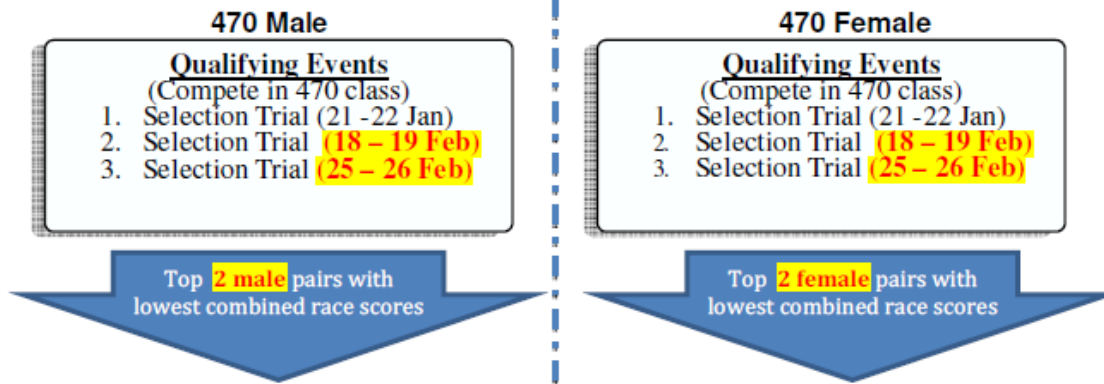 470 Male
Qualifying Events
(Compete in 470 class)
1. Selection Trial (21 -22 Jan)
2. Selection Trial (18 – 19 Feb)
3. Selection Trial (25 – 26 Feb)
Top 2 male pairs with
lowest combined race scores
470 Female
Qualifying Events
(Compete in 470 class)
1. Selection Trial (21 -22 Jan)
2. Selection Trial (18 – 19 Feb)
3. Selection Trial (25 – 26 Feb)
Top 2 female pairs with
lowest combined race scores